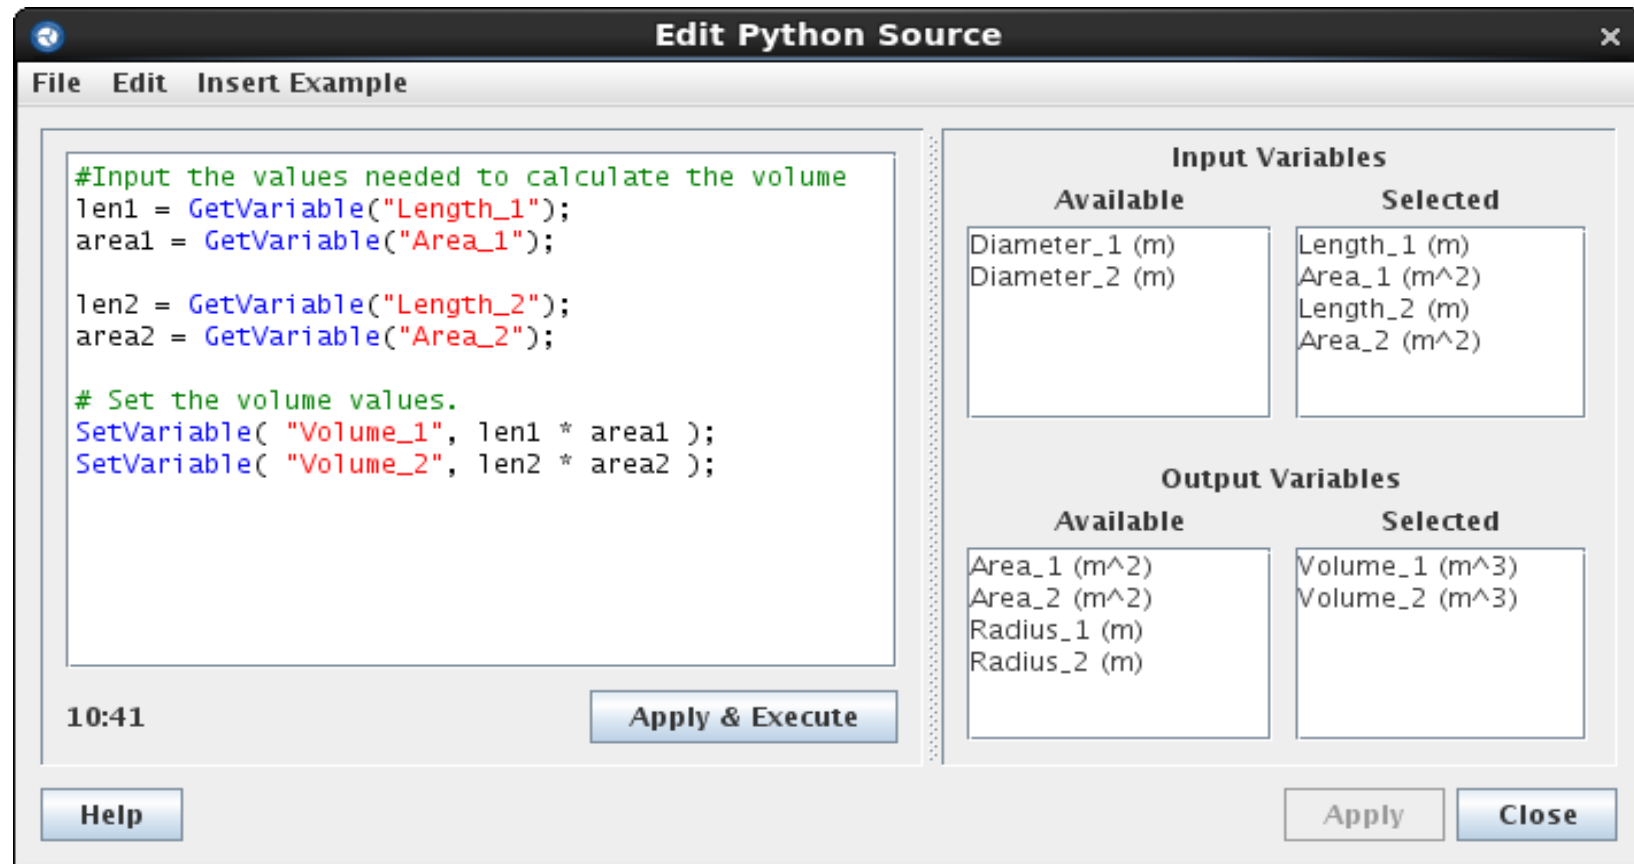 Edit Python Source
File Edit Insert Example
#Input the values needed to calculate the volume
len1 = GetVariable("Length_1");
area1 = GetVariable("Area_1");
len2 = GetVariable("Length_2");
area2 = GetVariable("Area_2");
# Set the volume values.
SetVariable( "Volume_1", len1 * area1 );
SetVariable( "Volume_2", len2 * area2 );
10:41
Apply & Execute
Input Variables
Available Selected
Diameter_1 (m)
Diameter_2 (m)
Length_1 (m)
Area_1 (m^2)
Length_2 (m)
Area_2 (m^2)
Output Variables
Available Selected
Area_1 (m^2)
Area_2 (m^2)
Radius_1 (m)
Radius_2 (m)
Volume_1 (m^3)
Volume_2 (m^3)
Help
Apply
Close